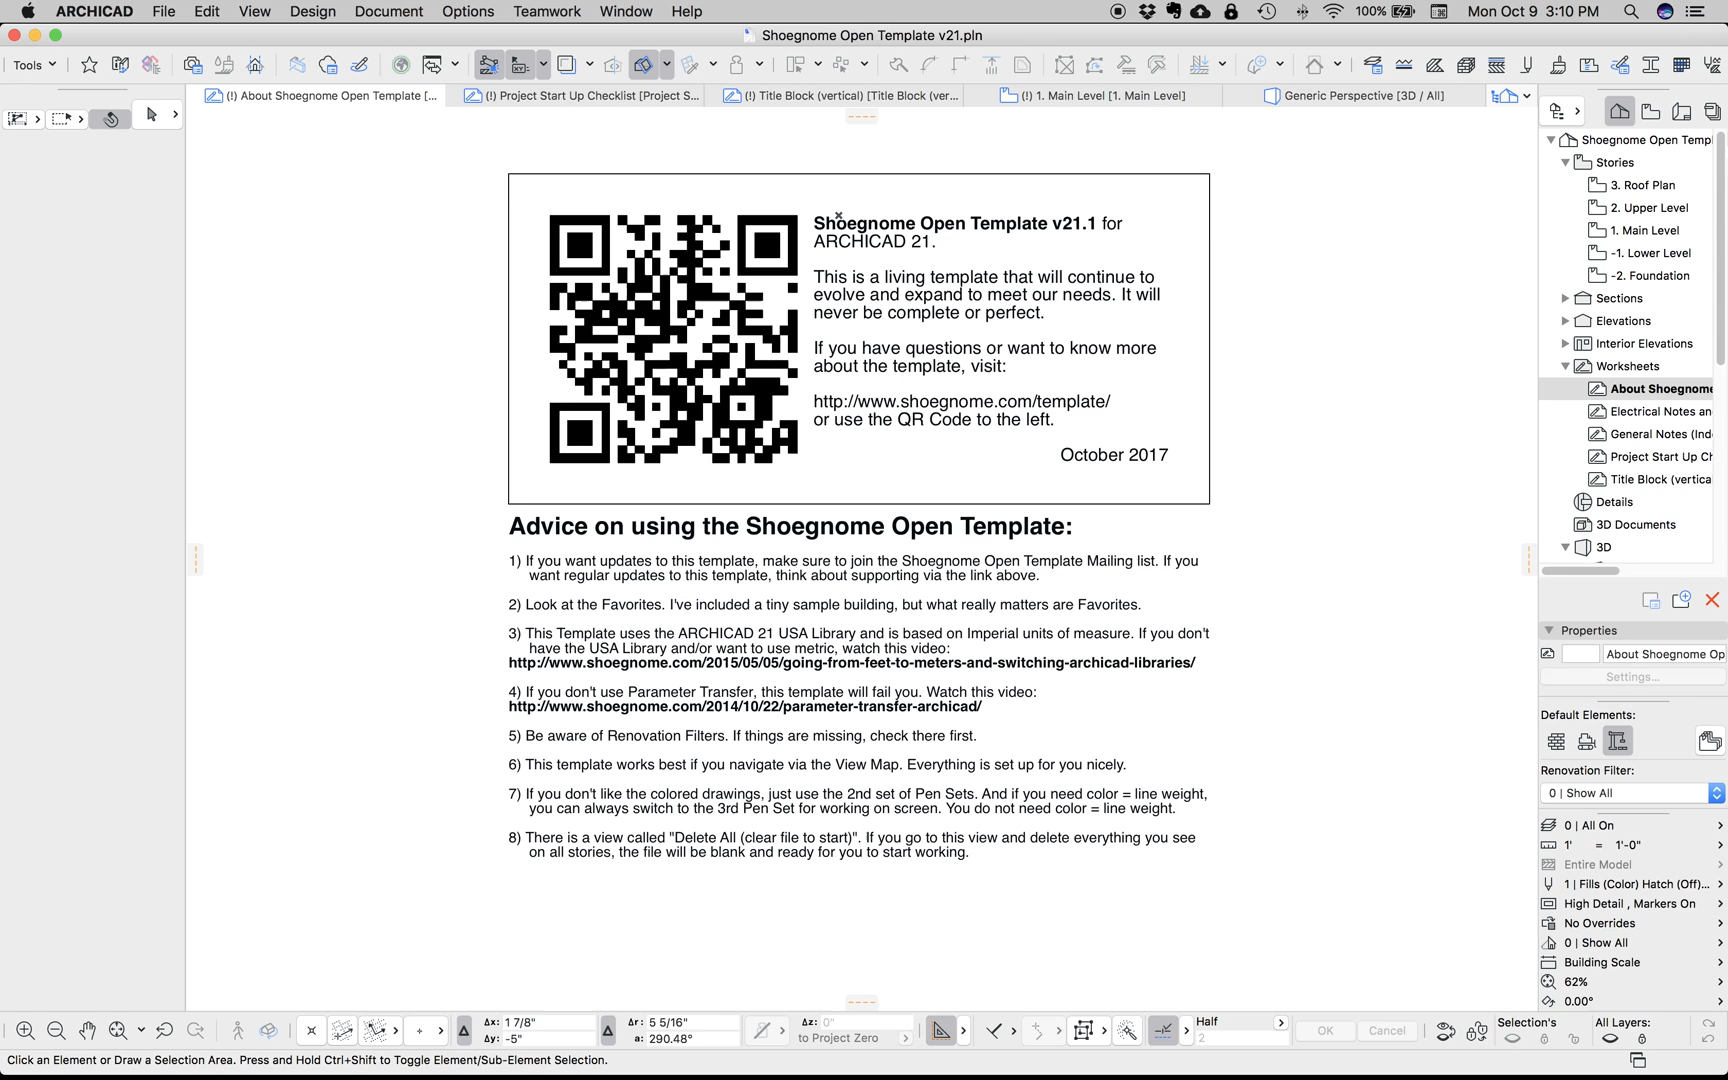 ARCHICAD File Edit View Design Document Options Teamwork Window Help
100% Mon Oct 9 3:10 PM
Shoegnome Open Template v21.pln
Tools
(!) About Shoegnome Open Template [...
(!) Project Start Up Checklist [Project S...
(!) Title Block (vertical) [Title Block (ver...
(!) 1. Main Level [1. Main Level]
Generic Perspective [3D / All]
Shoegnome Open Template v21.1 for
ARCHICAD 21.
This is a living template that will continue to
evolve and expand to meet our needs. It will
never be complete or perfect.
If you have questions or want to know more
about the template, visit:
http://www.shoegnome.com/template/
or use the QR Code to the left.
October 2017
Advice on using the Shoegnome Open Template:
1) If you want updates to this template, make sure to join the Shoegnome Open Template Mailing list. If you
want regular updates to this template, think about supporting via the link above.
2) Look at the Favorites. I've included a tiny sample building, but what really matters are Favorites.
3) This Template uses the ARCHICAD 21 USA Library and is based on Imperial units of measure. If you don't
have the USA Library and/or want to use metric, watch this video:
http://www.shoegnome.com/2015/05/05/going-from-feet-to-meters-and-switching-archicad-libraries/
4) If you don't use Parameter Transfer, this template will fail you. Watch this video:
http://www.shoegnome.com/2014/10/22/parameter-transfer-archicad/
5) Be aware of Renovation Filters. If things are missing, check there first.
6) This template works best if you navigate via the View Map. Everything is set up for you nicely.
7) If you don't like the colored drawings, just use the 2nd set of Pen Sets. And if you need color = line weight,
you can always switch to the 3rd Pen Set for working on screen. You do not need color = line weight.
8) There is a view called "Delete All (clear file to start)". If you go to this view and delete everything you see
on all stories, the file will be blank and ready for you to start working.
Shoegnome Open Templ
Stories
3. Roof Plan
2. Upper Level
1. Main Level
-1. Lower Level
-2. Foundation
Sections
Elevations
Interior Elevations
Worksheets
About Shoegnome
Electrical Notes an
General Notes (Ind
Project Start Up Ch
Title Block (vertica
Details
3D Documents
3D
Properties
About Shoegnome Op
Settings...
Default Elements:
Renovation Filter:
0 | Show All
0 | All On
1' = 1'-0"
Entire Model
1 | Fills (Color) Hatch (Off)...
High Detail , Markers On
No Overrides
0 | Show All
Building Scale
62%
0.00°
Δx: 1 7/8"
Δy: -5"
Δr: 5 5/16"
a: 290.48°
Δz: 0"
to Project Zero
Half
2
OK
Cancel
Selection's
All Layers:
Click an Element or Draw a Selection Area. Press and Hold Ctrl+Shift to Toggle Element/Sub-Element Selection.